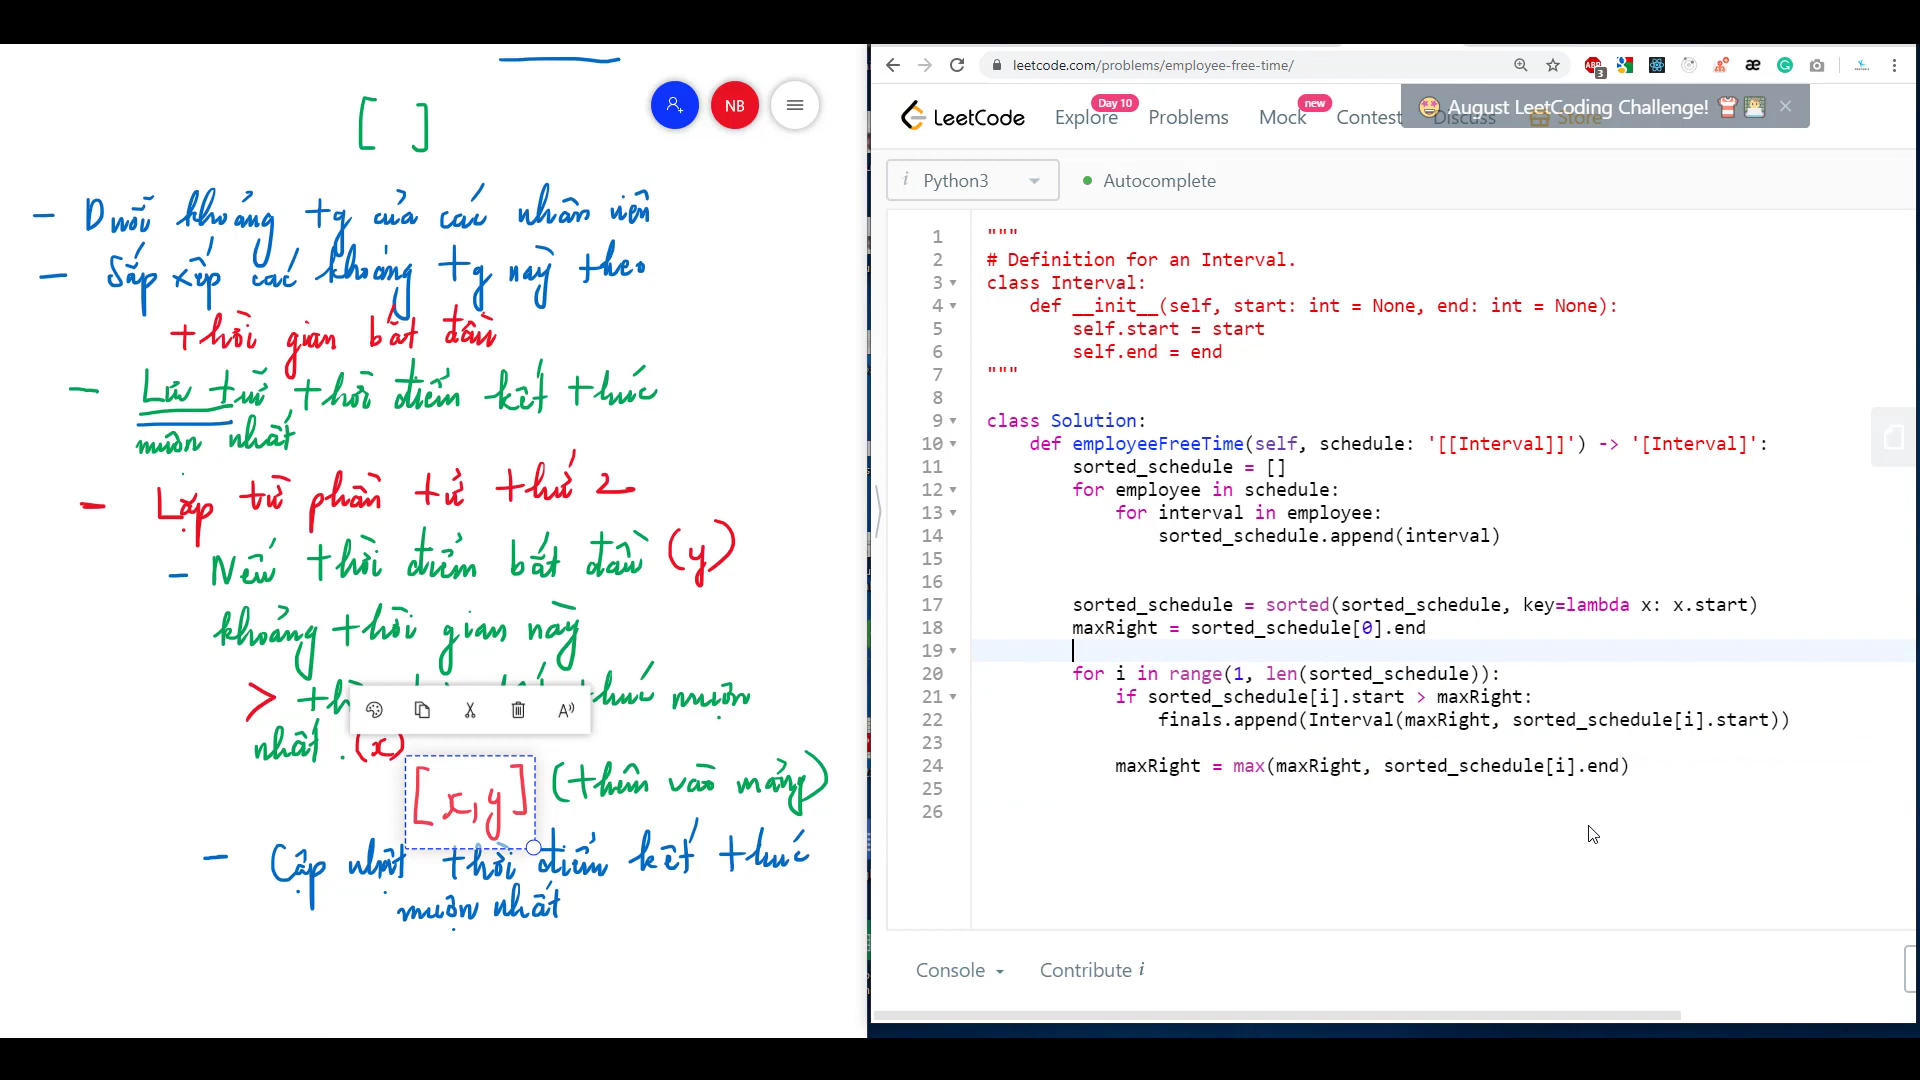 [ ]
- Duỗi khoảng tg của các nhân viên
- Sắp xếp các khoảng tg này theo
thời gian bắt đầu
- Lưu trữ thời điểm kết thúc
muộn nhất
- Lặp từ phần tử thứ 2
- Nếu thời điểm bắt đầu (y)
khoảng thời gian này
> thúc muộn
nhất. (x)
[x,y] (thêm vào mảng)
- Cập nhật thời điểm kết thúc
muộn nhất
NB
leetcode.com/problems/employee-free-time/
ABP 3
LeetCode Explore Day 10 Problems Mock new Contest Discuss Store
August LeetCoding Challenge!
i Python3 Autocomplete
1 """
2 # Definition for an Interval.
3 class Interval:
4 def __init__(self, start: int = None, end: int = None):
5 self.start = start
6 self.end = end
7 """
8
9 class Solution:
10 def employeeFreeTime(self, schedule: '[[Interval]]') -> '[Interval]':
11 sorted_schedule = []
12 for employee in schedule:
13 for interval in employee:
14 sorted_schedule.append(interval)
15
16
17 sorted_schedule = sorted(sorted_schedule, key=lambda x: x.start)
18 maxRight = sorted_schedule[0].end
19
20 for i in range(1, len(sorted_schedule)):
21 if sorted_schedule[i].start > maxRight:
22 finals.append(Interval(maxRight, sorted_schedule[i].start))
23
24 maxRight = max(maxRight, sorted_schedule[i].end)
25
26
Console Contribute i